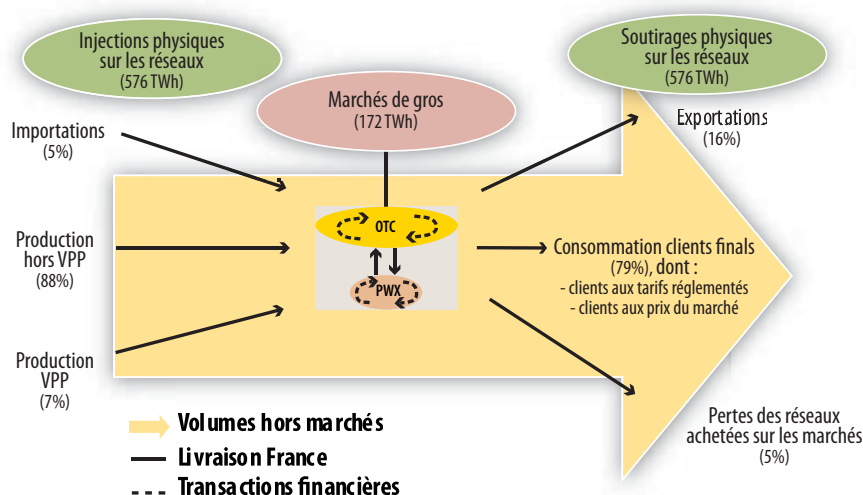 Injections physiques
sur les réseaux
(576 TWh)
Soutirages physiques
sur les réseaux
(576 TWh)
Marchés de gros
(172 TWh)
Importations
(5%)
Exportations
(16%)
OTC
PWX
Production
hors VPP
(88%)
Consommation clients finals
(79%), dont :
- clients aux tarifs réglementés
- clients aux prix du marché
Production
VPP
(7%)
Pertes des réseaux
achetées sur les marchés
(5%)
Volumes hors marchés
Livraison France
Transactions financières